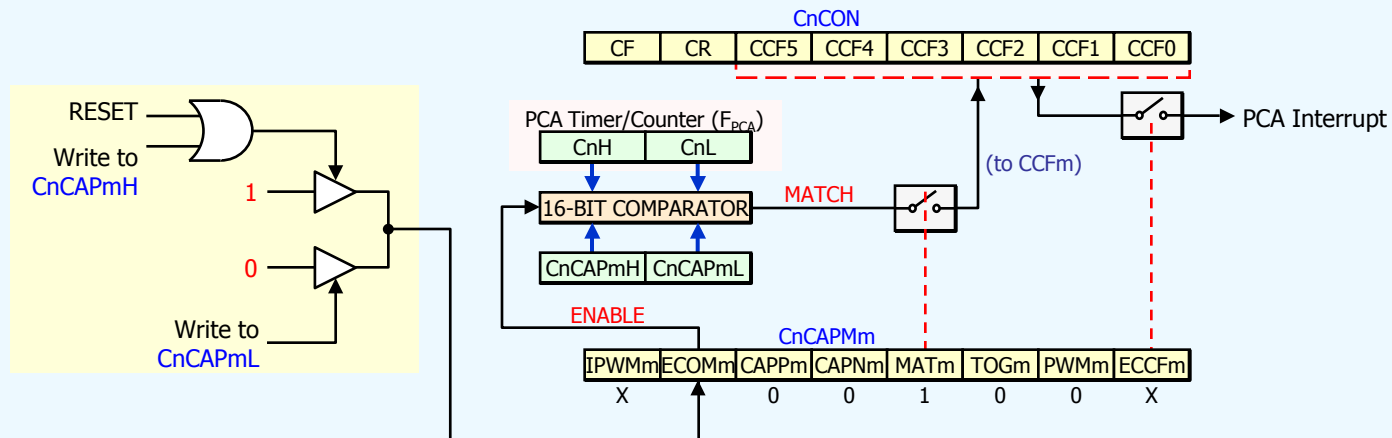 CnCON
CF CR CCF5 CCF4 CCF3 CCF2 CCF1 CCF0
RESET
Write to
CnCAPmH
1
0
Write to
CnCAPmL
PCA Timer/Counter (FPCA)
CnH CnL
16-BIT COMPARATOR
CnCAPmH CnCAPmL
MATCH
(to CCFm)
PCA Interrupt
ENABLE
CnCAPMm
IPWMm ECOMm CAPPm CAPNm MATm TOGm PWMm ECCFm
X 0 0 1 0 0 X